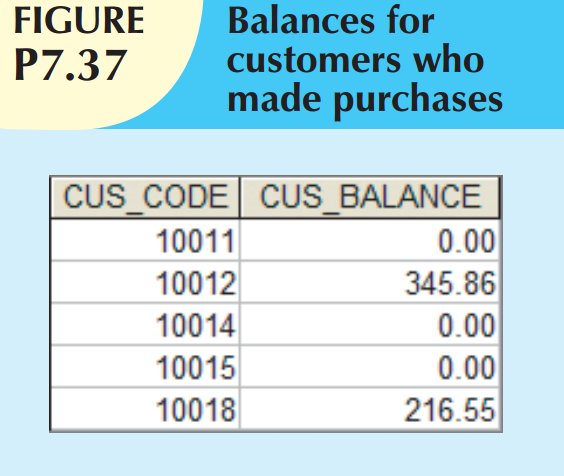 FIGURE
P7.37
Balances for
customers who
made purchases
CUS_CODE CUS_BALANCE
10011 0.00
10012 345.86
10014 0.00
10015 0.00
10018 216.55